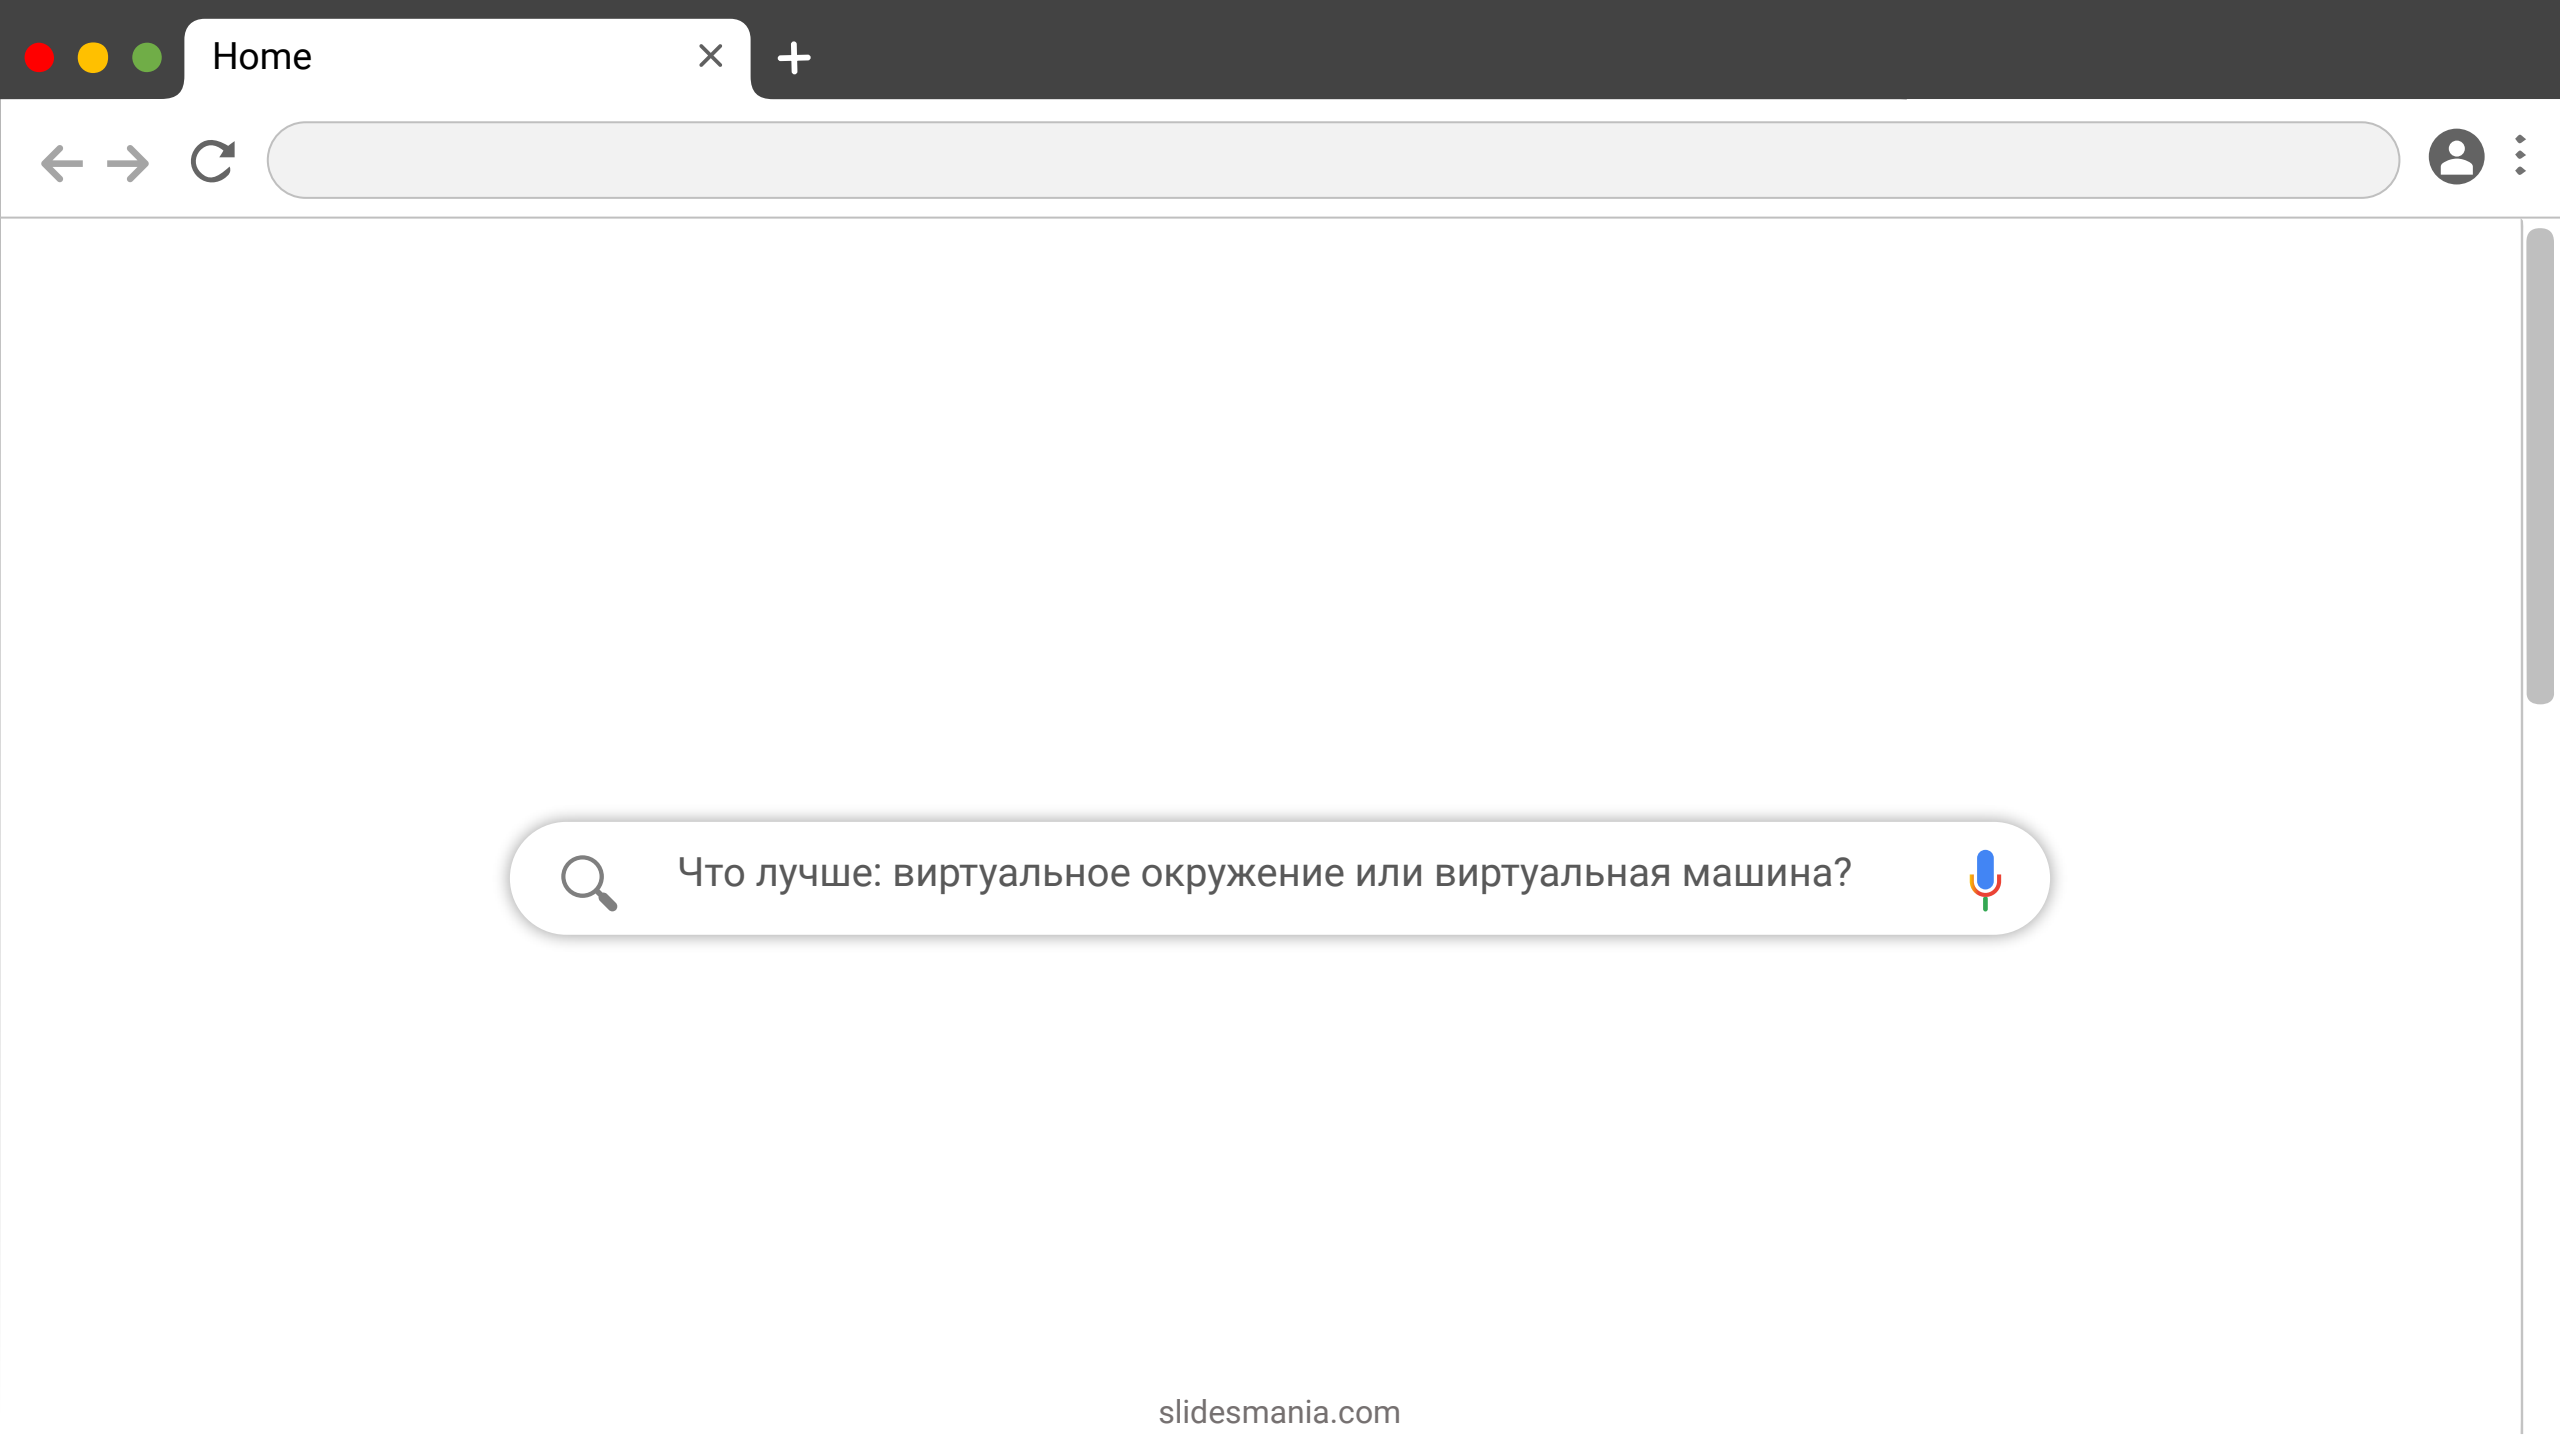 Home
Что лучше: виртуальное окружение или виртуальная машина?
slidesmania.com